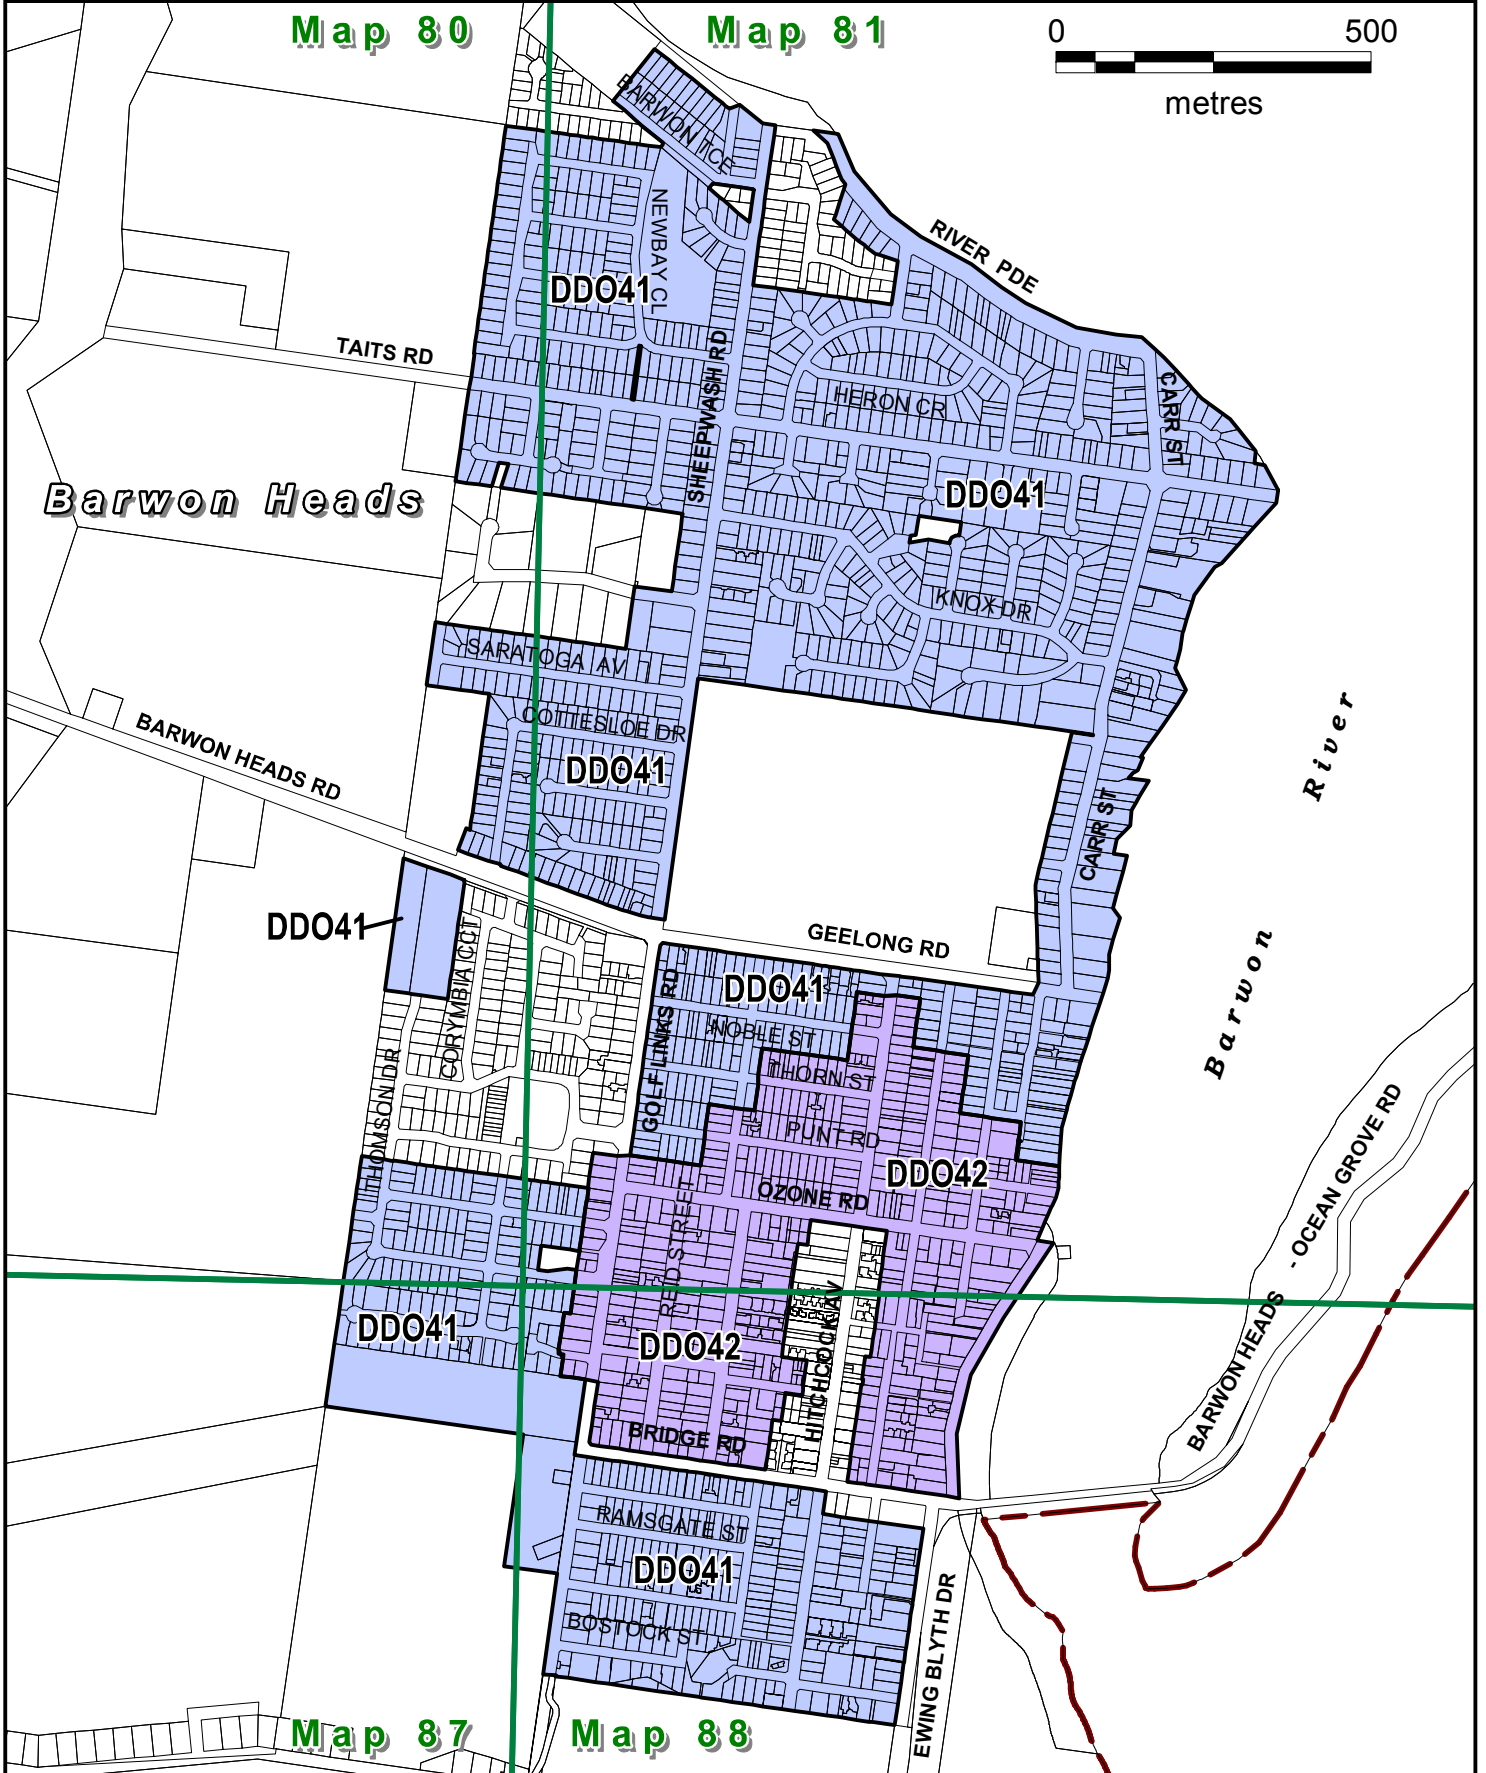 Map 80
Map 81
0 500
metres
BARWON TCE
NEWBAY CL
RIVER PDE
DDO41
TAITS RD
SHEEPWASH RD
HERON CR
CARR ST
Barwon Heads
DDO41
KNOX DR
SARATOGA AV
COTTESLOE DR
DDO41
BARWON HEADS RD
CARR ST
Barwon River
DDO41
GEELONG RD
CORYMBIA CCT
GOLF LINKS RD
DDO41
NOBLE ST
THORN ST
THOMSON DR
PUNT RD
DDO42
OZONE RD
REID STREET
BARWON HEADS - OCEAN GROVE RD
DDO41
DDO42
HITCHCOCK AV
BRIDGE RD
RAMSGATE ST
DDO41
BOSTOCK ST
EWING BLYTH DR
Map 87
Map 88